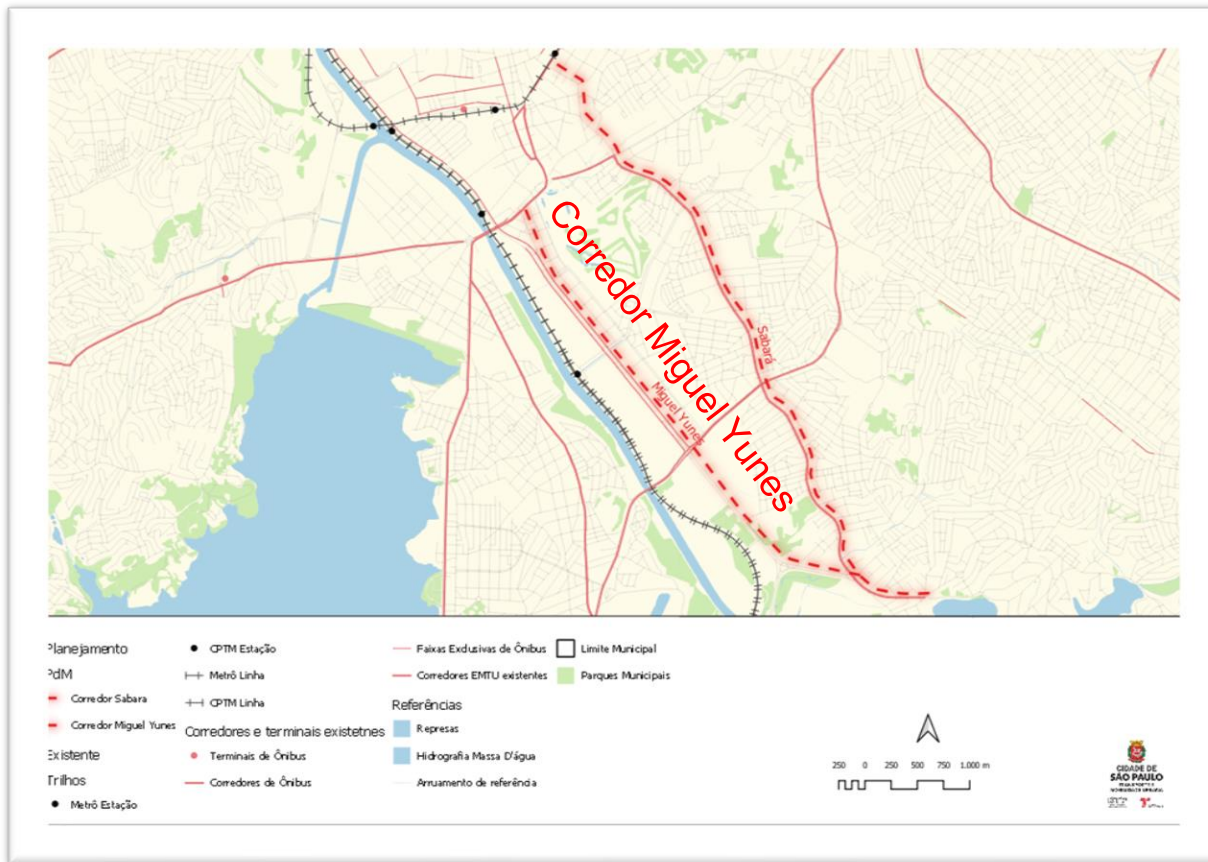 Corredor Miguel Yunes
Sabará
Miguel Yunes
Planejamento
PdM
Corredor Sabara
Corredor Miguel Yunes
Existente
Trilhos
Metrô Estação
CPTM Estação
Metrô Linha
CPTM Linha
Corredores e terminais existetnes
Terminais de Ônibus
Corredores de Ônibus
Faixas Exclusivas de Ônibus
Corredores EMTU existentes
Referências
Represas
Hidrografia Massa D'água
Arruamento de referência
Limite Municipal
Parques Municipais
250 0 250 500 750 1.000 m
CIDADE DE
SÃO PAULO